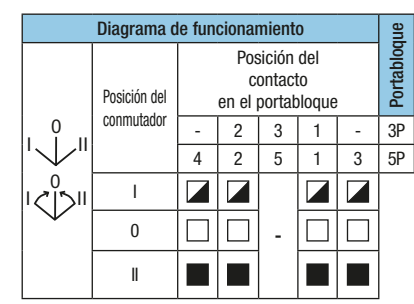 Diagrama de funcionamiento
Portabloque
Posición del
conmutador
Posición del
contacto
en el portabloque
- 2 3 1 - 3P
4 2 5 1 3 5P
0
I II
0
I II
I
0 -
II